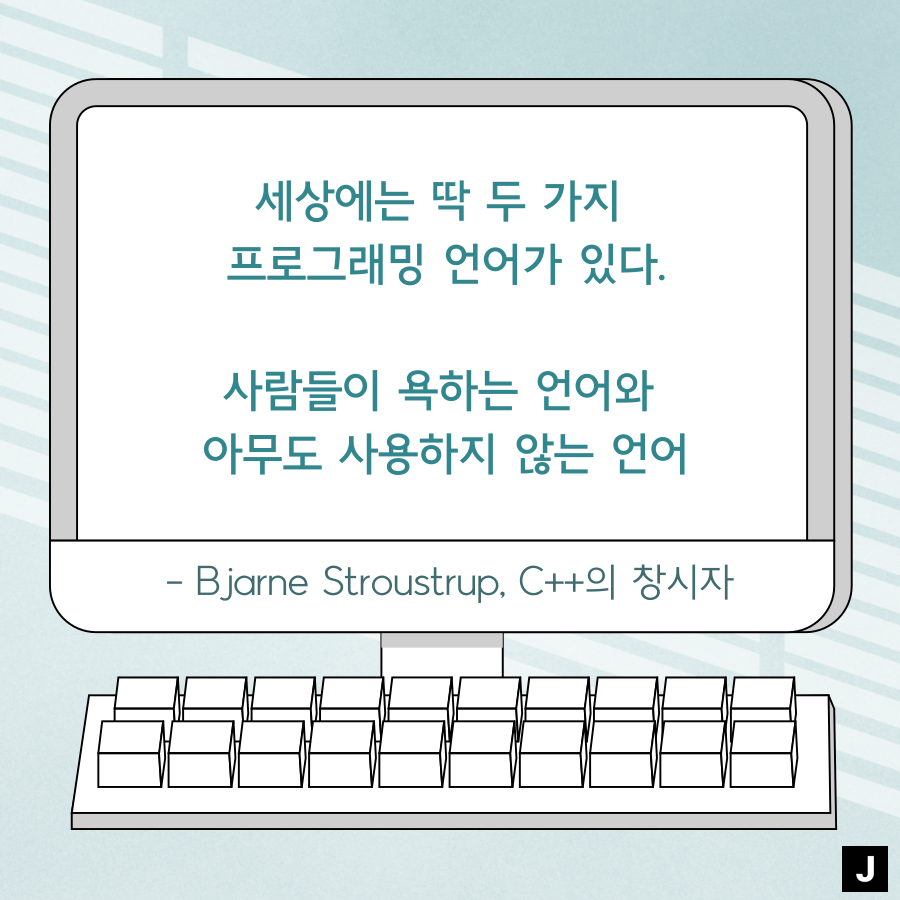 세상에는 딱 두 가지
프로그래밍 언어가 있다.
사람들이 욕하는 언어와
아무도 사용하지 않는 언어
- Bjarne Stroustrup, C++의 창시자
J